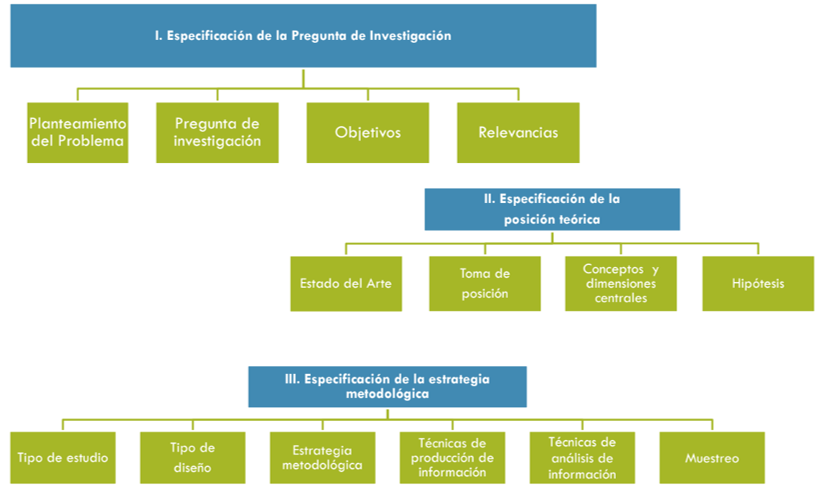 I. Especificación de la Pregunta de Investigación
Planteamiento
del Problema
Pregunta de
investigación
Objetivos
Relevancias
II. Especificación de la
posición teórica
Estado del Arte
Toma de
posición
Conceptos y
dimensiones
centrales
Hipótesis
III. Especificación de la estrategia
metodológica
Tipo de estudio
Tipo de
diseño
Estrategia
metodológica
Técnicas de
producción de
información
Técnicas de
análisis de
información
Muestreo